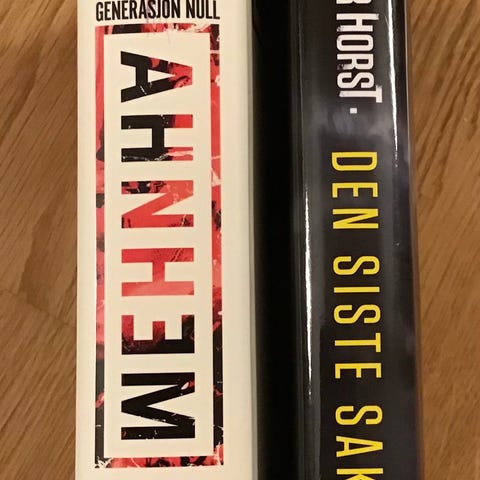 GENERASJON NULL
AHNHEM
R HORST · DEN SISTE SAK